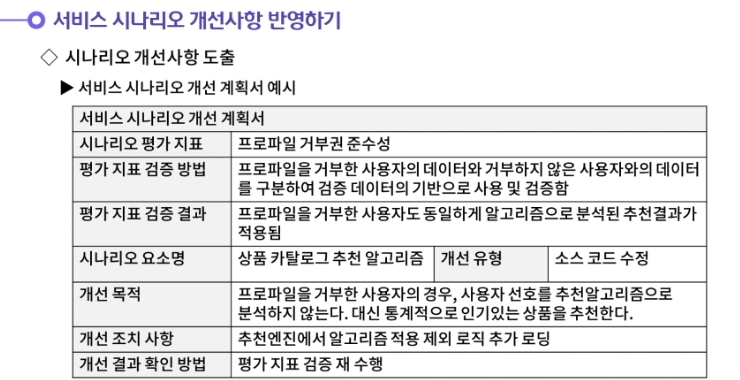 서비스 시나리오 개선사항 반영하기
◇ 시나리오 개선사항 도출
▶ 서비스 시나리오 개선 계획서 예시
서비스 시나리오 개선 계획서
시나리오 평가 지표 프로파일 거부권 준수성
평가 지표 검증 방법 프로파일을 거부한 사용자의 데이터와 거부하지 않은 사용자와의 데이터
를 구분하여 검증 데이터의 기반으로 사용 및 검증함
평가 지표 검증 결과 프로파일을 거부한 사용자도 동일하게 알고리즘으로 분석된 추천결과가
적용됨
시나리오 요소명 상품 카탈로그 추천 알고리즘 개선 유형 소스 코드 수정
개선 목적 프로파일을 거부한 사용자의 경우, 사용자 선호를 추천알고리즘으로
분석하지 않는다. 대신 통계적으로 인기있는 상품을 추천한다.
개선 조치 사항 추천엔진에서 알고리즘 적용 제외 로직 추가 로딩
개선 결과 확인 방법 평가 지표 검증 재 수행